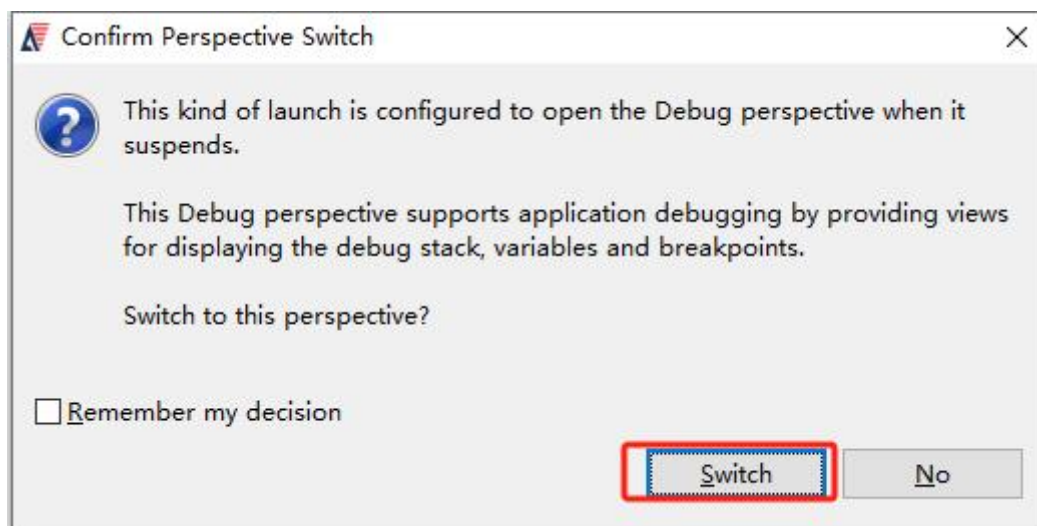 Confirm Perspective Switch
This kind of launch is configured to open the Debug perspective when it
suspends.
This Debug perspective supports application debugging by providing views
for displaying the debug stack, variables and breakpoints.
Switch to this perspective?
Remember my decision
Switch
No